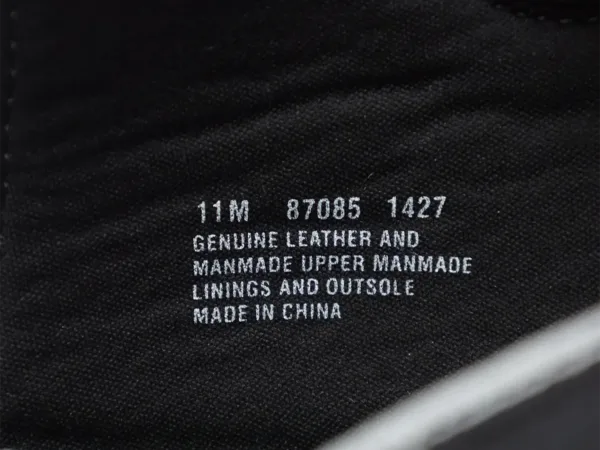 11M 87085 1427
GENUINE LEATHER AND
MANMADE UPPER MANMADE
LININGS AND OUTSOLE
MADE IN CHINA